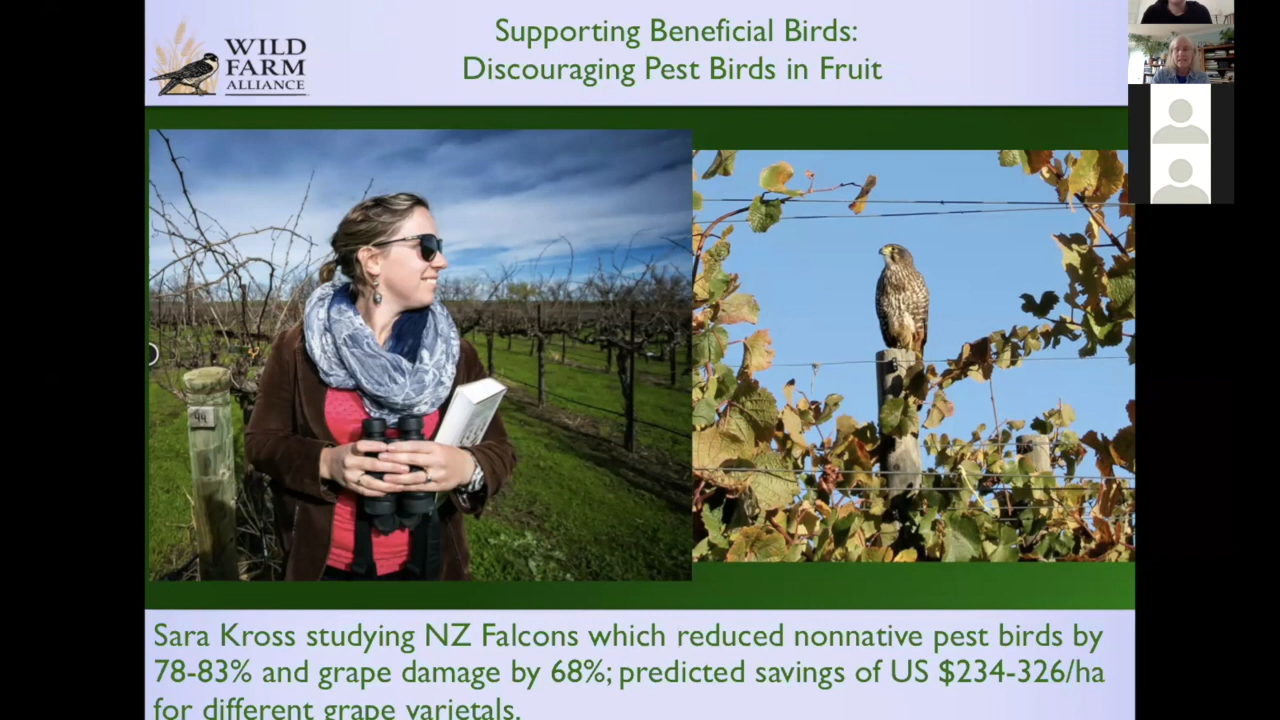 WILD
FARM
ALLIANCE
Supporting Beneficial Birds:
Discouraging Pest Birds in Fruit
44
Sara Kross studying NZ Falcons which reduced nonnative pest birds by
78-83% and grape damage by 68%; predicted savings of US $234-326/ha
for different grape varietals.